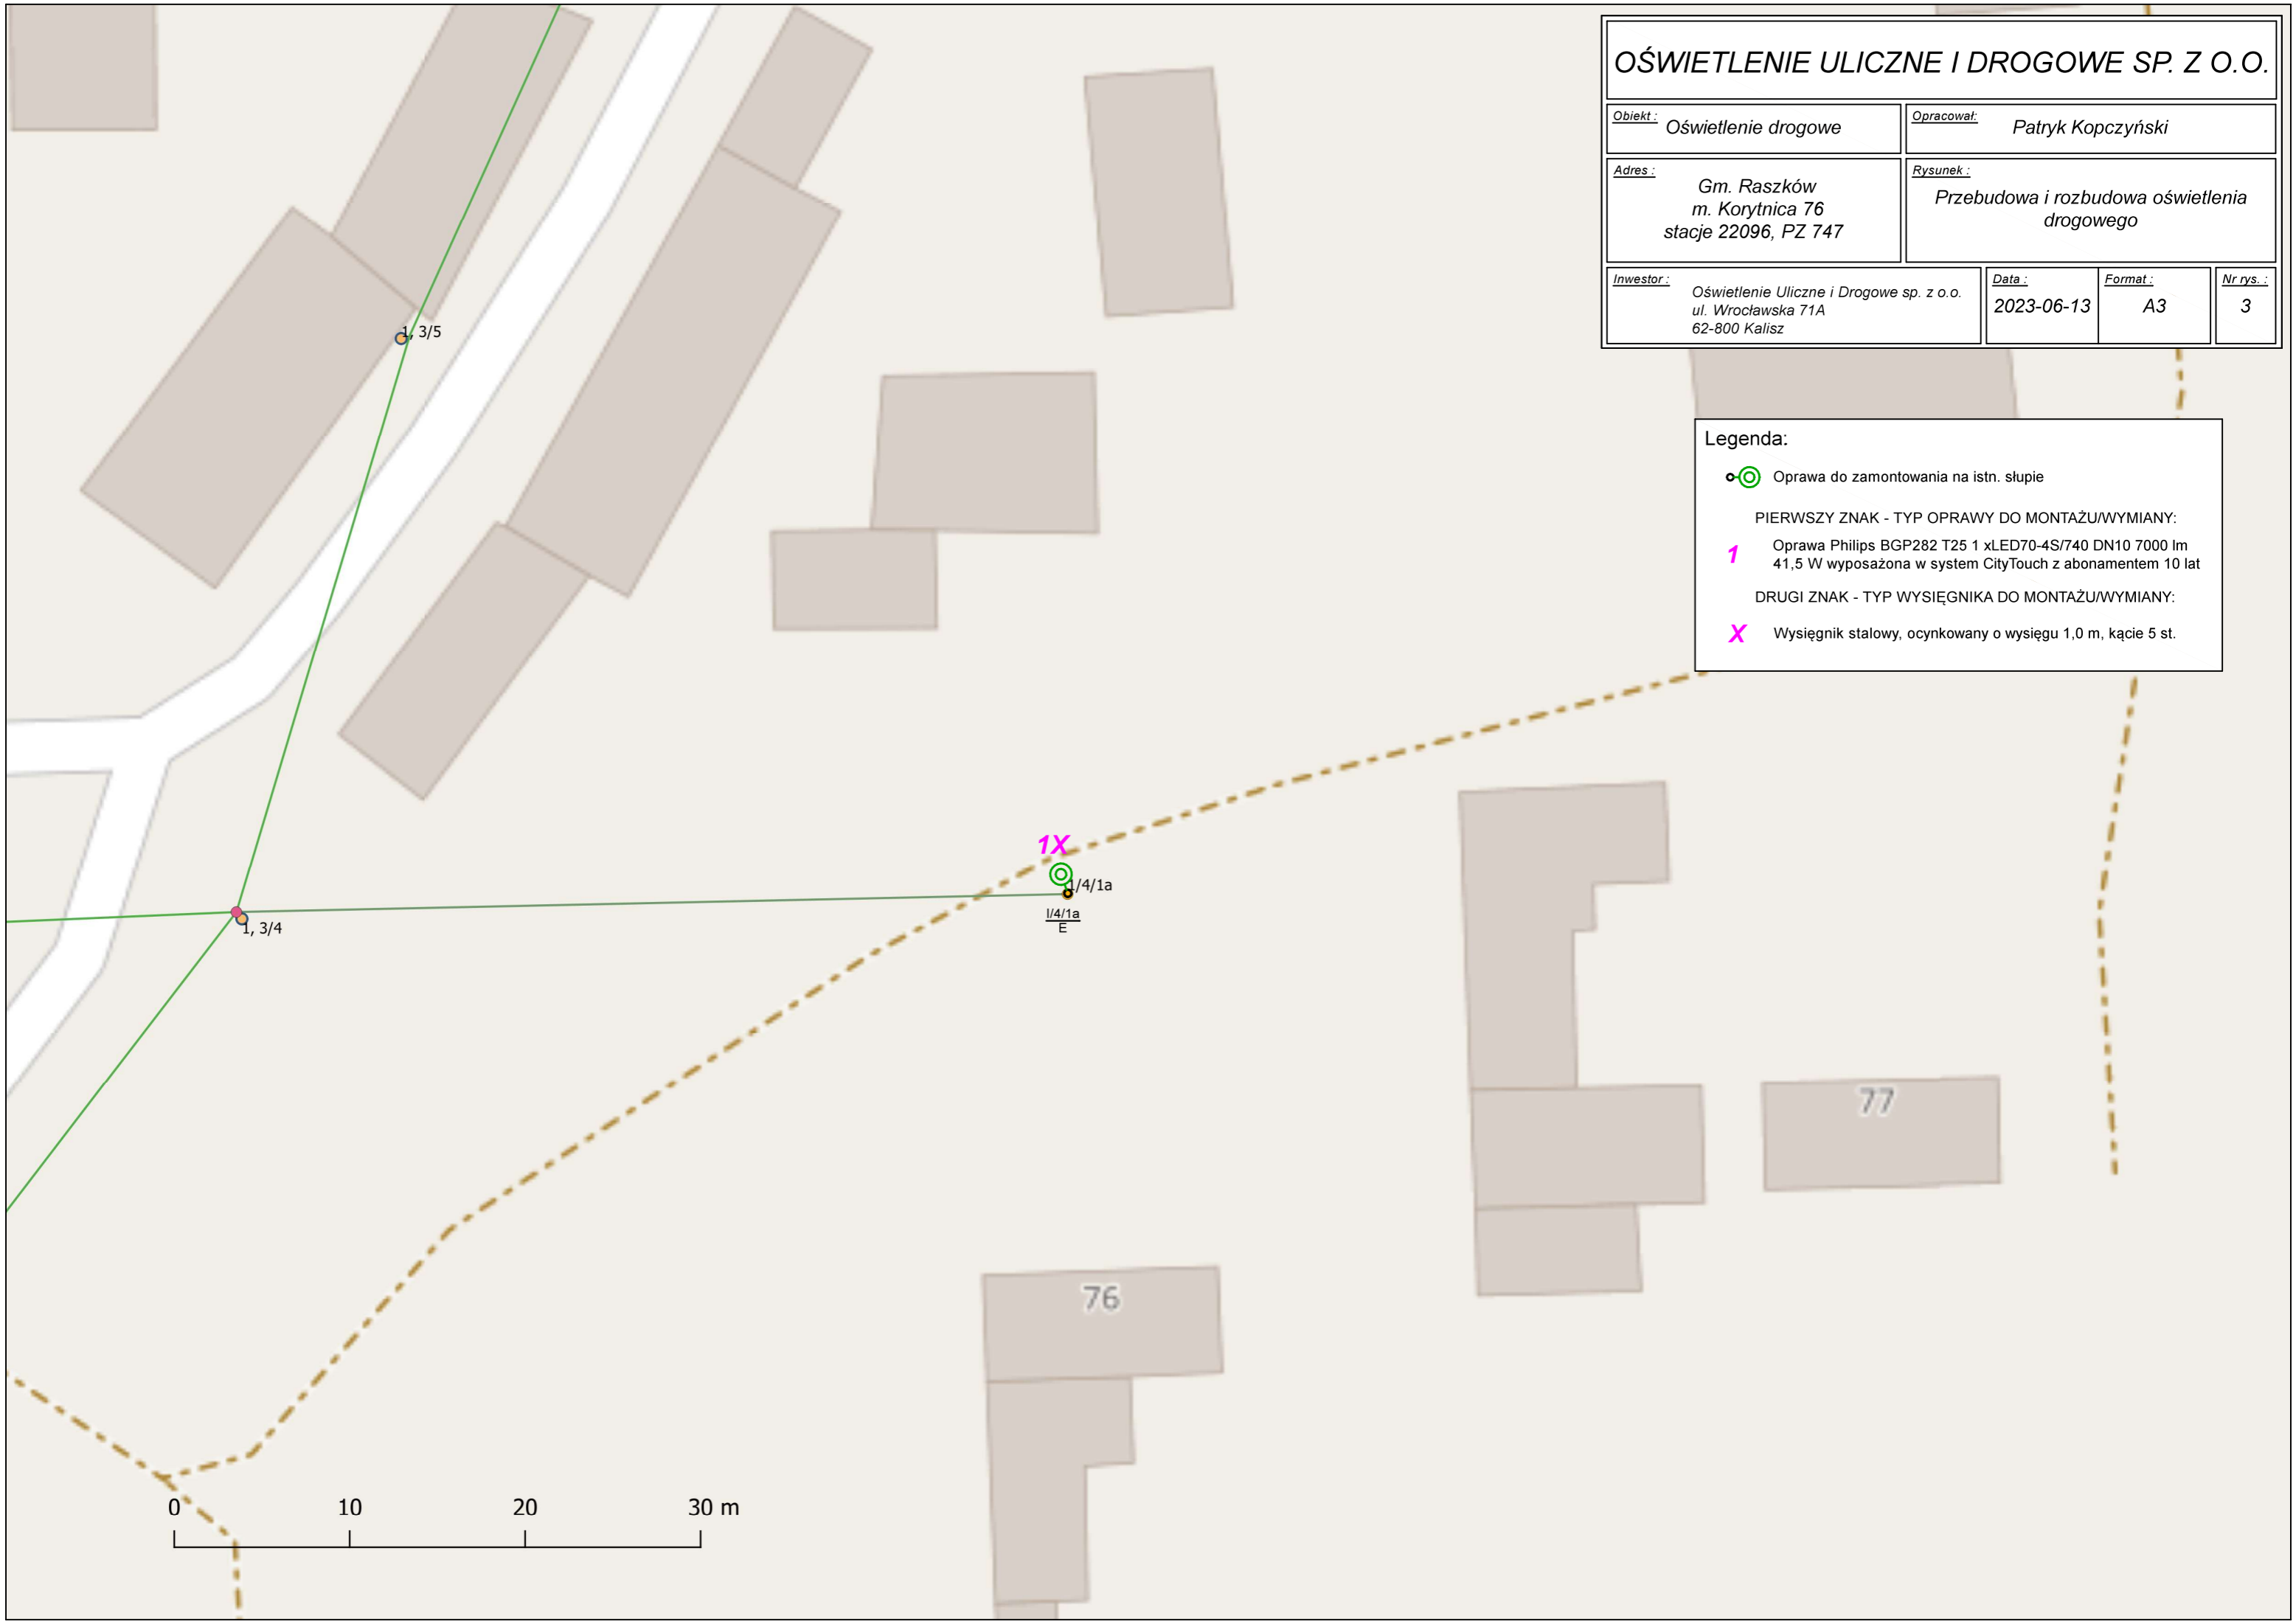 OŚWIETLENIE ULICZNE I DROGOWE SP. Z O.O.
Obiekt :
Oświetlenie drogowe
Opracował:
Patryk Kopczyński
Adres :
Gm. Raszków
m. Korytnica 76
stacje 22096, PZ 747
Rysunek :
Przebudowa i rozbudowa oświetlenia
drogowego
Inwestor :
Oświetlenie Uliczne i Drogowe sp. z o.o.
ul. Wrocławska 71A
62-800 Kalisz
Data :
2023-06-13
Format :
A3
Nr rys. :
3
1, 3/5
Legenda:
Oprawa do zamontowania na istn. słupie
PIERWSZY ZNAK - TYP OPRAWY DO MONTAŻU/WYMIANY:
1
Oprawa Philips BGP282 T25 1 xLED70-4S/740 DN10 7000 lm
41,5 W wyposażona w system CityTouch z abonamentem 10 lat
DRUGI ZNAK - TYP WYSIĘGNIKA DO MONTAŻU/WYMIANY:
X
Wysięgnik stalowy, ocynkowany o wysięgu 1,0 m, kącie 5 st.
1X
1/4/1a
I/4/1a
E
1, 3/4
77
76
0 10 20 30 m